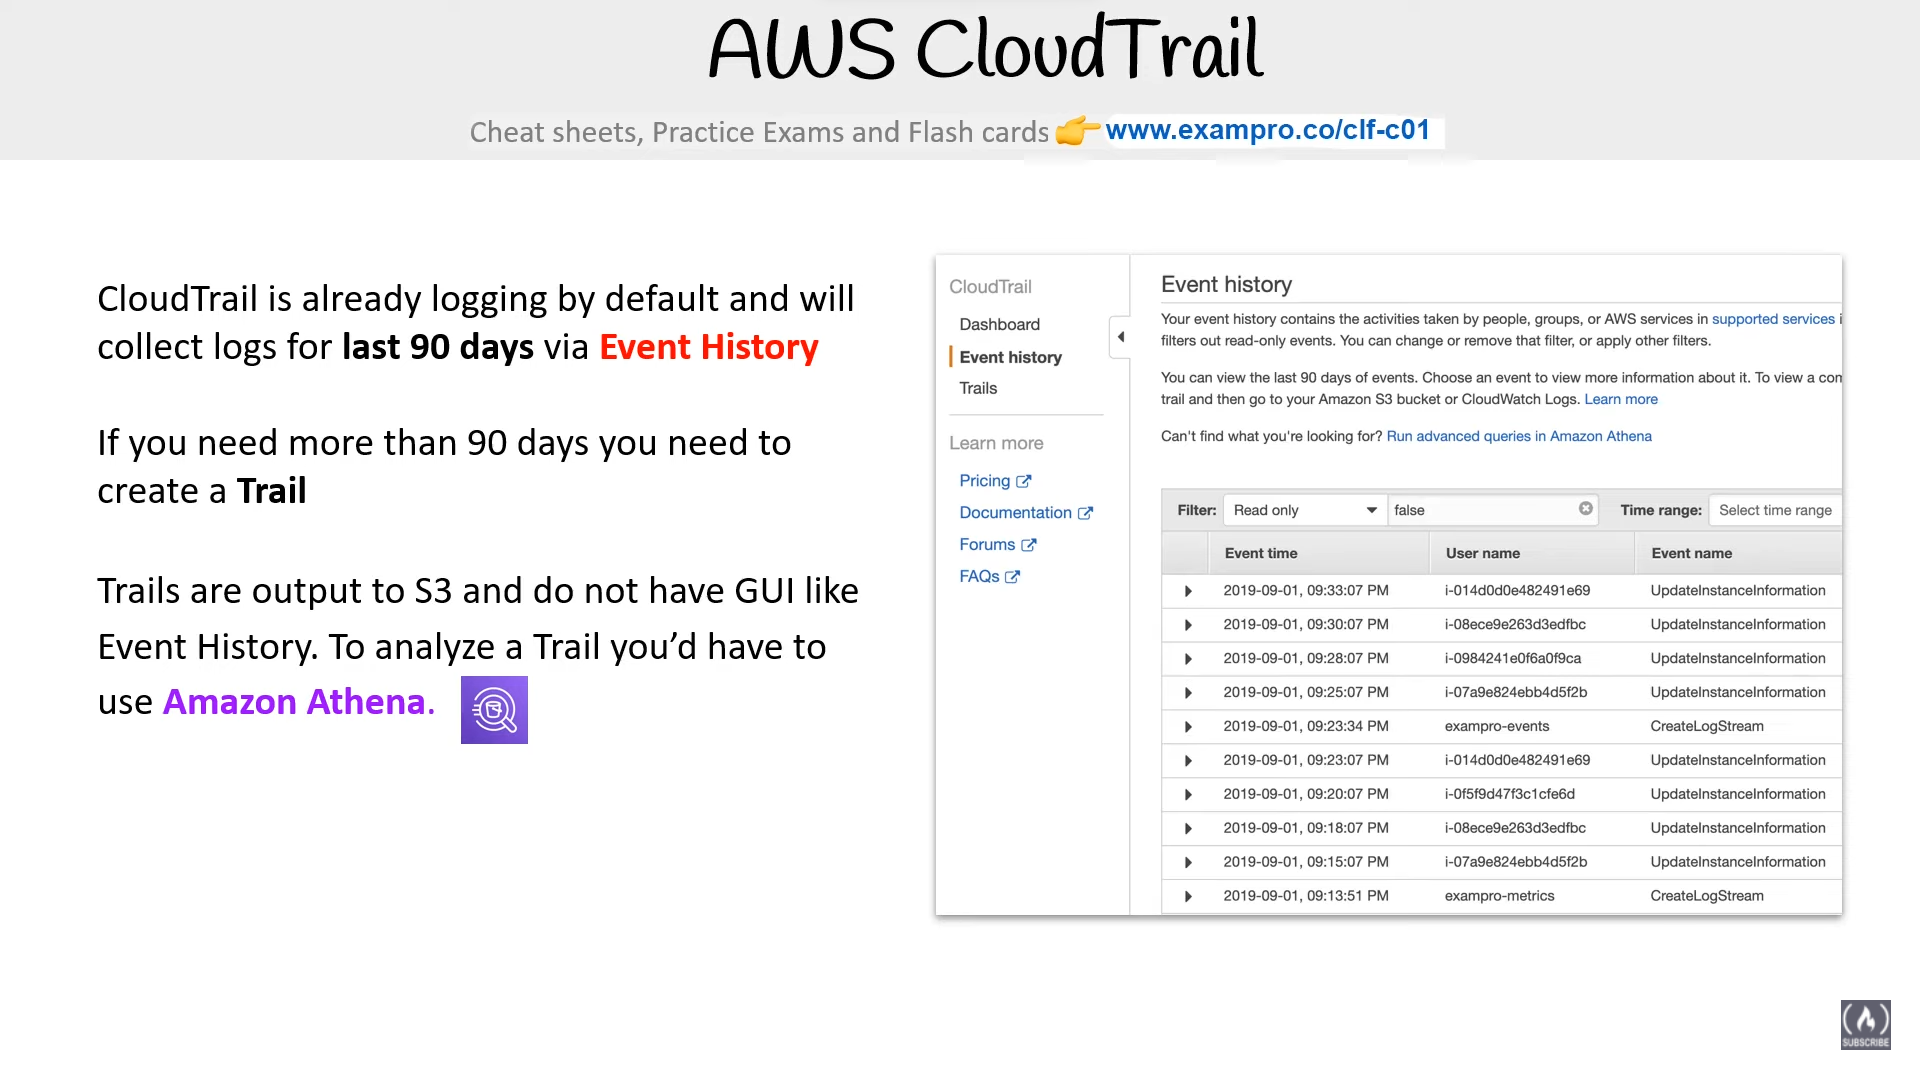 AWS CloudTrail
Cheat sheets, Practice Exams and Flash cards 👉 www.exampro.co/clf-c01
CloudTrail is already logging by default and will
collect logs for last 90 days via Event History
If you need more than 90 days you need to
create a Trail
Trails are output to S3 and do not have GUI like
Event History. To analyze a Trail you’d have to
use Amazon Athena.
CloudTrail
Dashboard
Event history
Trails
Learn more
Pricing
Documentation
Forums
FAQs
Event history
Your event history contains the activities taken by people, groups, or AWS services in supported services i
filters out read-only events. You can change or remove that filter, or apply other filters.
You can view the last 90 days of events. Choose an event to view more information about it. To view a con
trail and then go to your Amazon S3 bucket or CloudWatch Logs. Learn more
Can't find what you're looking for? Run advanced queries in Amazon Athena
Filter: Read only false Time range: Select time range
Event time User name Event name
2019-09-01, 09:33:07 PM i-014d0d0e482491e69 UpdateInstanceInformation
2019-09-01, 09:30:07 PM i-08ece9e263d3edfbc UpdateInstanceInformation
2019-09-01, 09:28:07 PM i-0984241e0f6a0f9ca UpdateInstanceInformation
2019-09-01, 09:25:07 PM i-07a9e824ebb4d5f2b UpdateInstanceInformation
2019-09-01, 09:23:34 PM exampro-events CreateLogStream
2019-09-01, 09:23:07 PM i-014d0d0e482491e69 UpdateInstanceInformation
2019-09-01, 09:20:07 PM i-0f5f9d47f3c1cfe6d UpdateInstanceInformation
2019-09-01, 09:18:07 PM i-08ece9e263d3edfbc UpdateInstanceInformation
2019-09-01, 09:15:07 PM i-07a9e824ebb4d5f2b UpdateInstanceInformation
2019-09-01, 09:13:51 PM exampro-metrics CreateLogStream
SUBSCRIBE